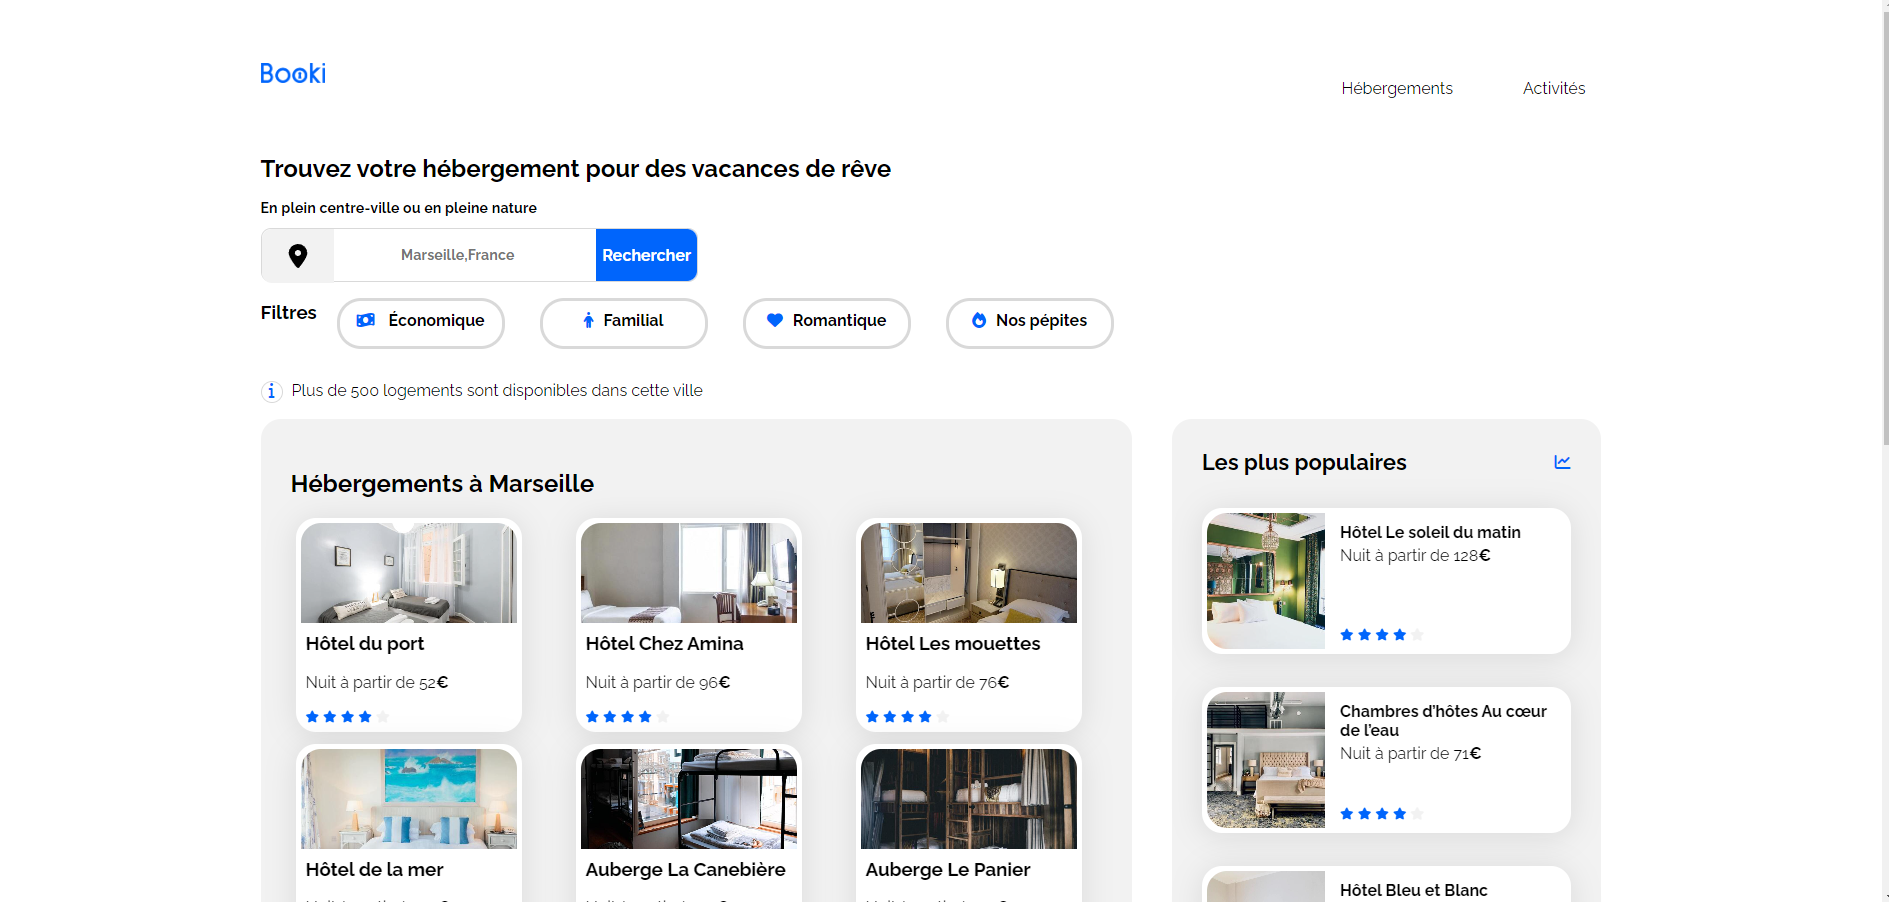 Booki
Hébergements
Activités
Trouvez votre hébergement pour des vacances de rêve
En plein centre-ville ou en pleine nature
Marseille,France
Rechercher
Filtres
Économique
Familial
Romantique
Nos pépites
Plus de 500 logements sont disponibles dans cette ville
Hébergements à Marseille
Hôtel du port
Nuit à partir de 52€
Hôtel Chez Amina
Nuit à partir de 96€
Hôtel Les mouettes
Nuit à partir de 76€
Hôtel de la mer
Auberge La Canebière
Auberge Le Panier
Les plus populaires
Hôtel Le soleil du matin
Nuit à partir de 128€
Chambres d'hôtes Au cœur
de l'eau
Nuit à partir de 71€
Hôtel Bleu et Blanc